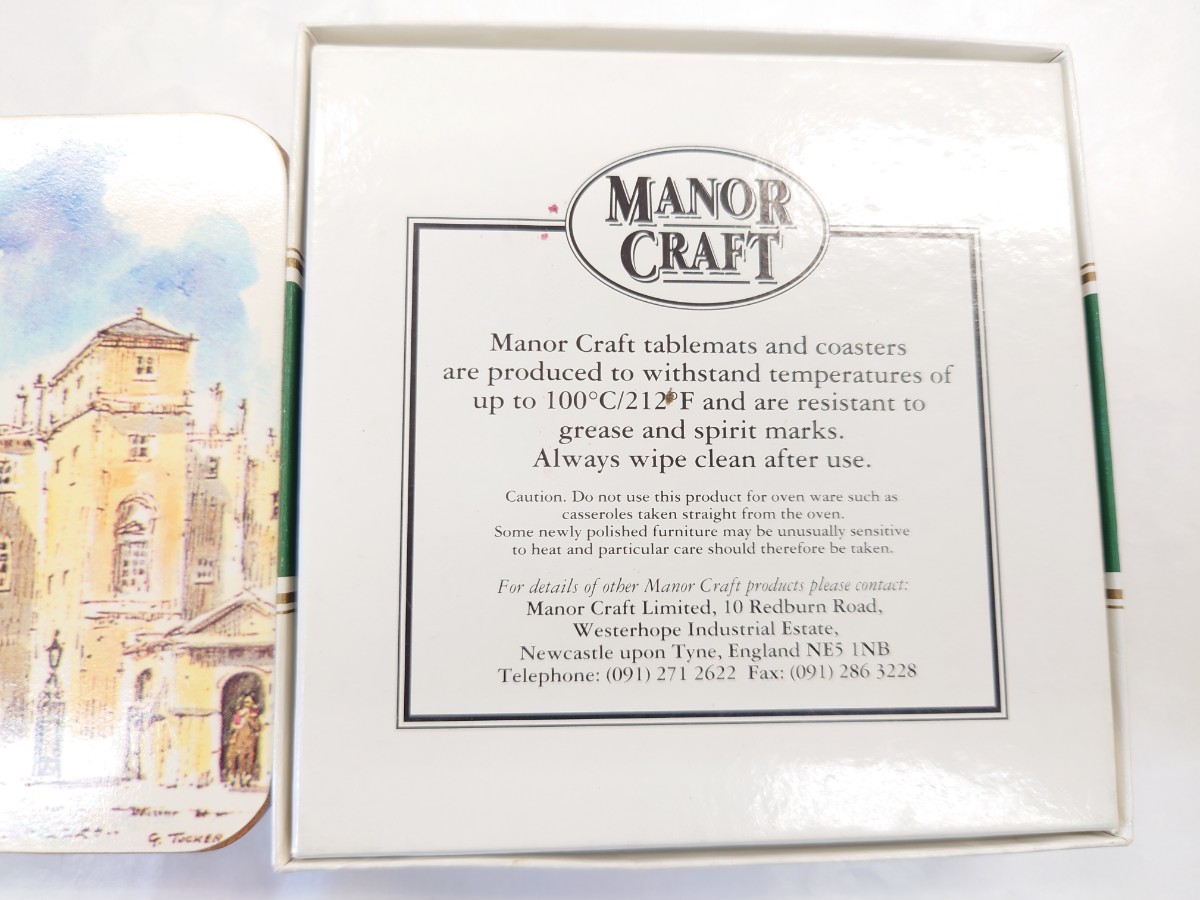 MANOR
CRAFT
Manor Craft tablemats and coasters
are produced to withstand temperatures of
up to 100°C/212°F and are resistant to
grease and spirit marks.
Always wipe clean after use.
Caution. Do not use this product for oven ware such as
casseroles taken straight from the oven.
Some newly polished furniture may be unusually sensitive
to heat and particular care should therefore be taken.
For details of other Manor Craft products please contact:
Manor Craft Limited, 10 Redburn Road,
Westerhope Industrial Estate,
Newcastle upon Tyne, England NE5 1NB
Telephone: (091) 271 2622 Fax: (091) 286 3228
G. TUCKER